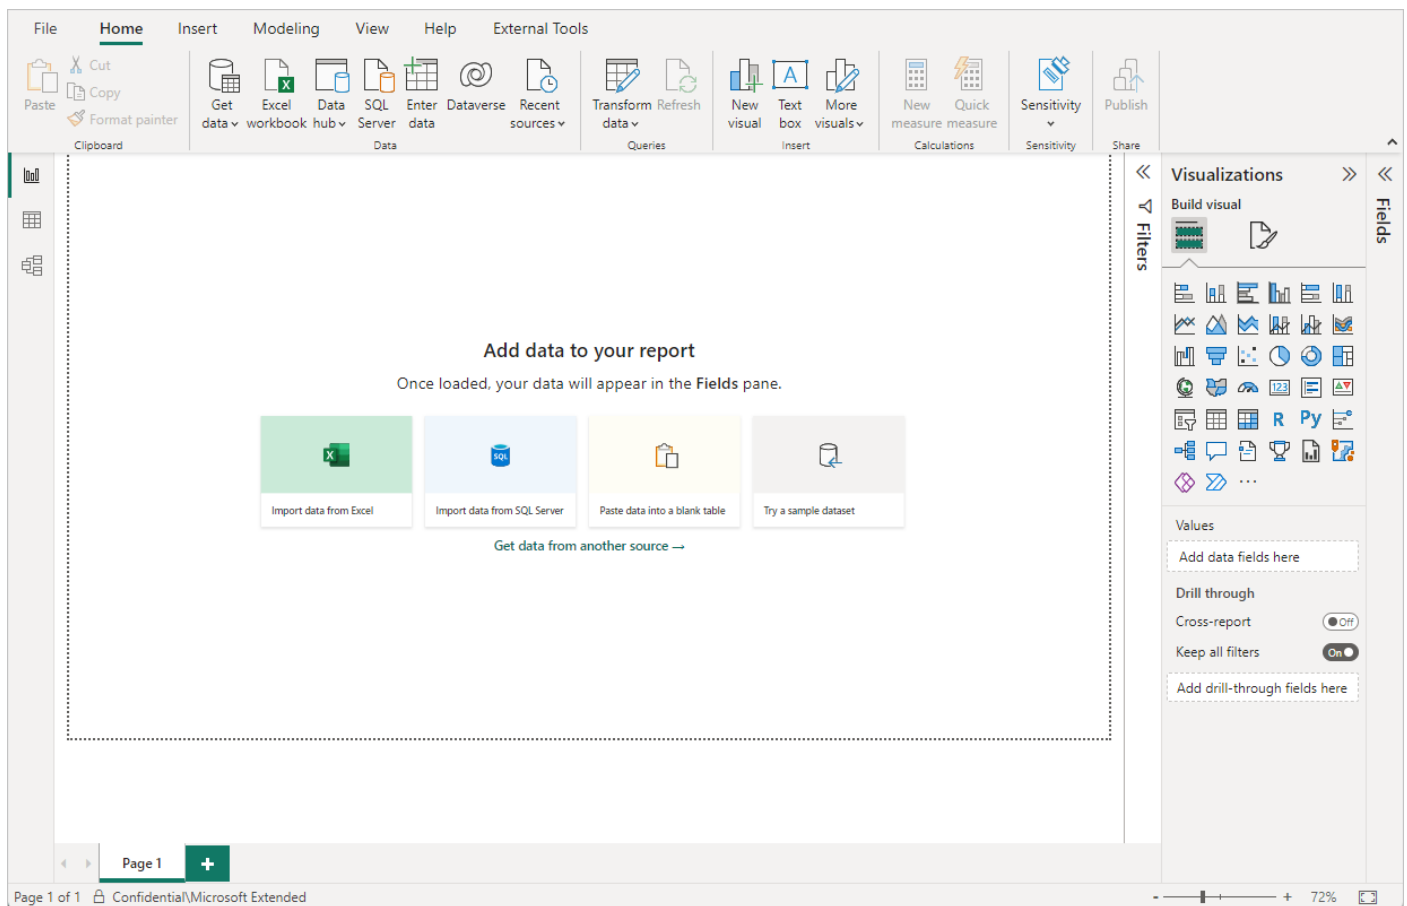 File Home Insert Modeling View Help External Tools
Paste
Cut
Copy
Format painter
Clipboard
Get
data
Excel
workbook
Data
hub
SQL
Server
Enter
data
Dataverse
Recent
sources
Data
Transform
data
Refresh
Queries
New
visual
Text
box
A
More
visuals
Insert
New
measure
Quick
measure
Calculations
Sensitivity
Sensitivity
Publish
Share
Add data to your report
Once loaded, your data will appear in the Fields pane.
X
Import data from Excel
SQL
Import data from SQL Server
Paste data into a blank table
Try a sample dataset
Get data from another source →
Filters
Visualizations
Build visual
123
R Py
Values
Add data fields here
Drill through
Cross-report Off
Keep all filters On
Add drill-through fields here
Fields
Page 1 +
Page 1 of 1 Confidential\Microsoft Extended
- + 72%